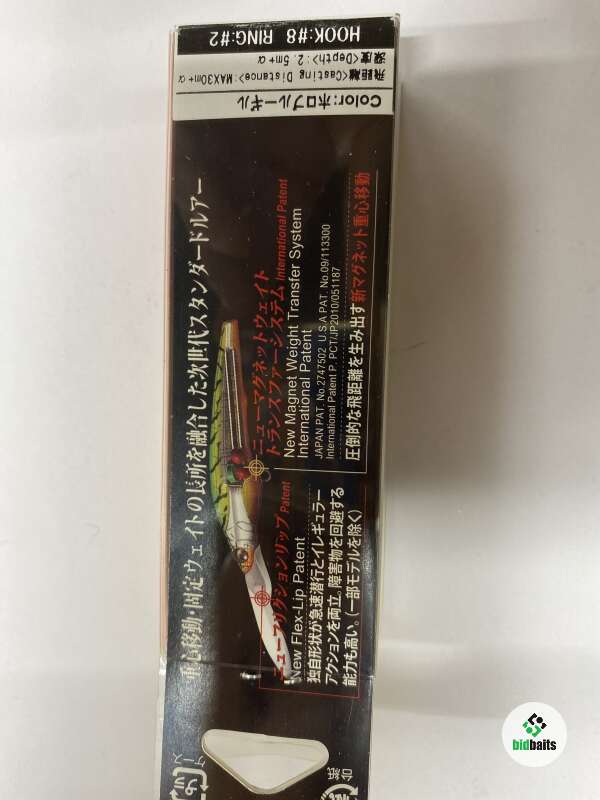 重心移動・固定ウェイトの長所を融合した次世代スタンダードルアー
ニューマグネットウェイト
トランスファーシステム International Patent
New Magnet Weight Transfer System
International Patent
JAPAN PAT. No.2747502 U.S.A PAT. No.09/113300
International Patent P. PCT/JP2010/051187
圧倒的な飛距離を生み出す新マグネット重心移動
ニューマグアクションリップ Patent
New Flex-Lip Patent
独自形状が急速潜行とイレギュラー
アクションを両立。障害物を回避する
能力も高い。(一部モデルを除く)
Color:ホロブルーギル
飛距離<Casting Distance>:MAX30m+α
深度<Depth>:2.5m+α
HOOK:#8 RING:#2
bidbaits